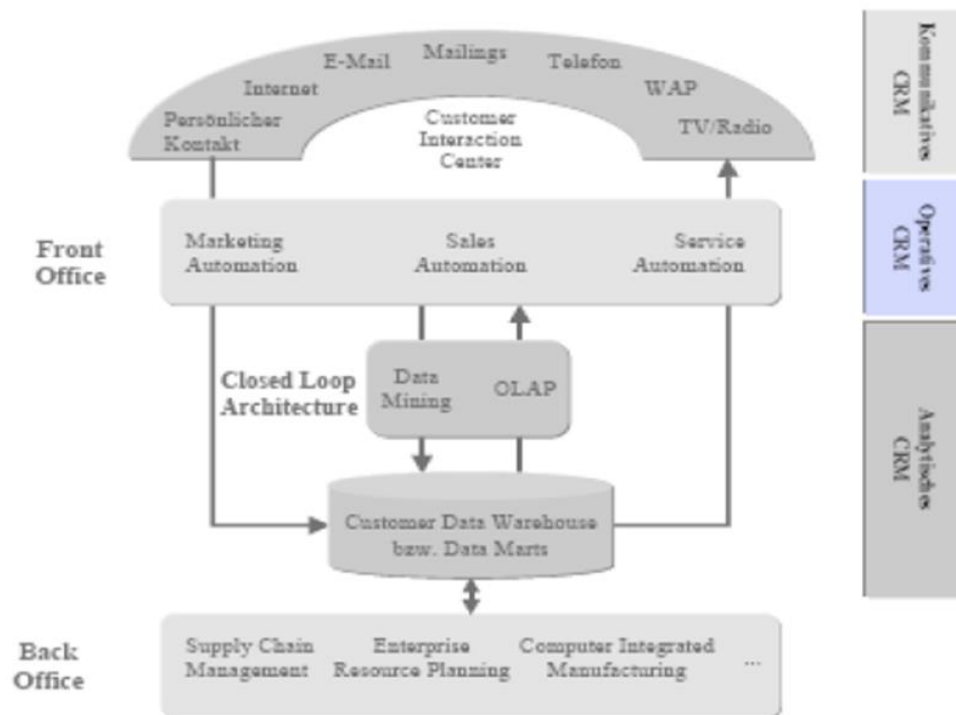 E-Mail
Mailings
Telefon
Internet
WAP
Persönlicher
Kontakt
TV/Radio
Customer
Interaction
Center
Kommunikatives
CRM
Front
Office
Marketing
Automation
Sales
Automation
Service
Automation
Operatives
CRM
Closed Loop
Architecture
Data
Mining
OLAP
Analytisches
CRM
Customer Data Warehouse
bzw. Data Marts
Back
Office
Supply Chain
Management
Enterprise
Resource Planning
Computer Integrated
Manufacturing
...